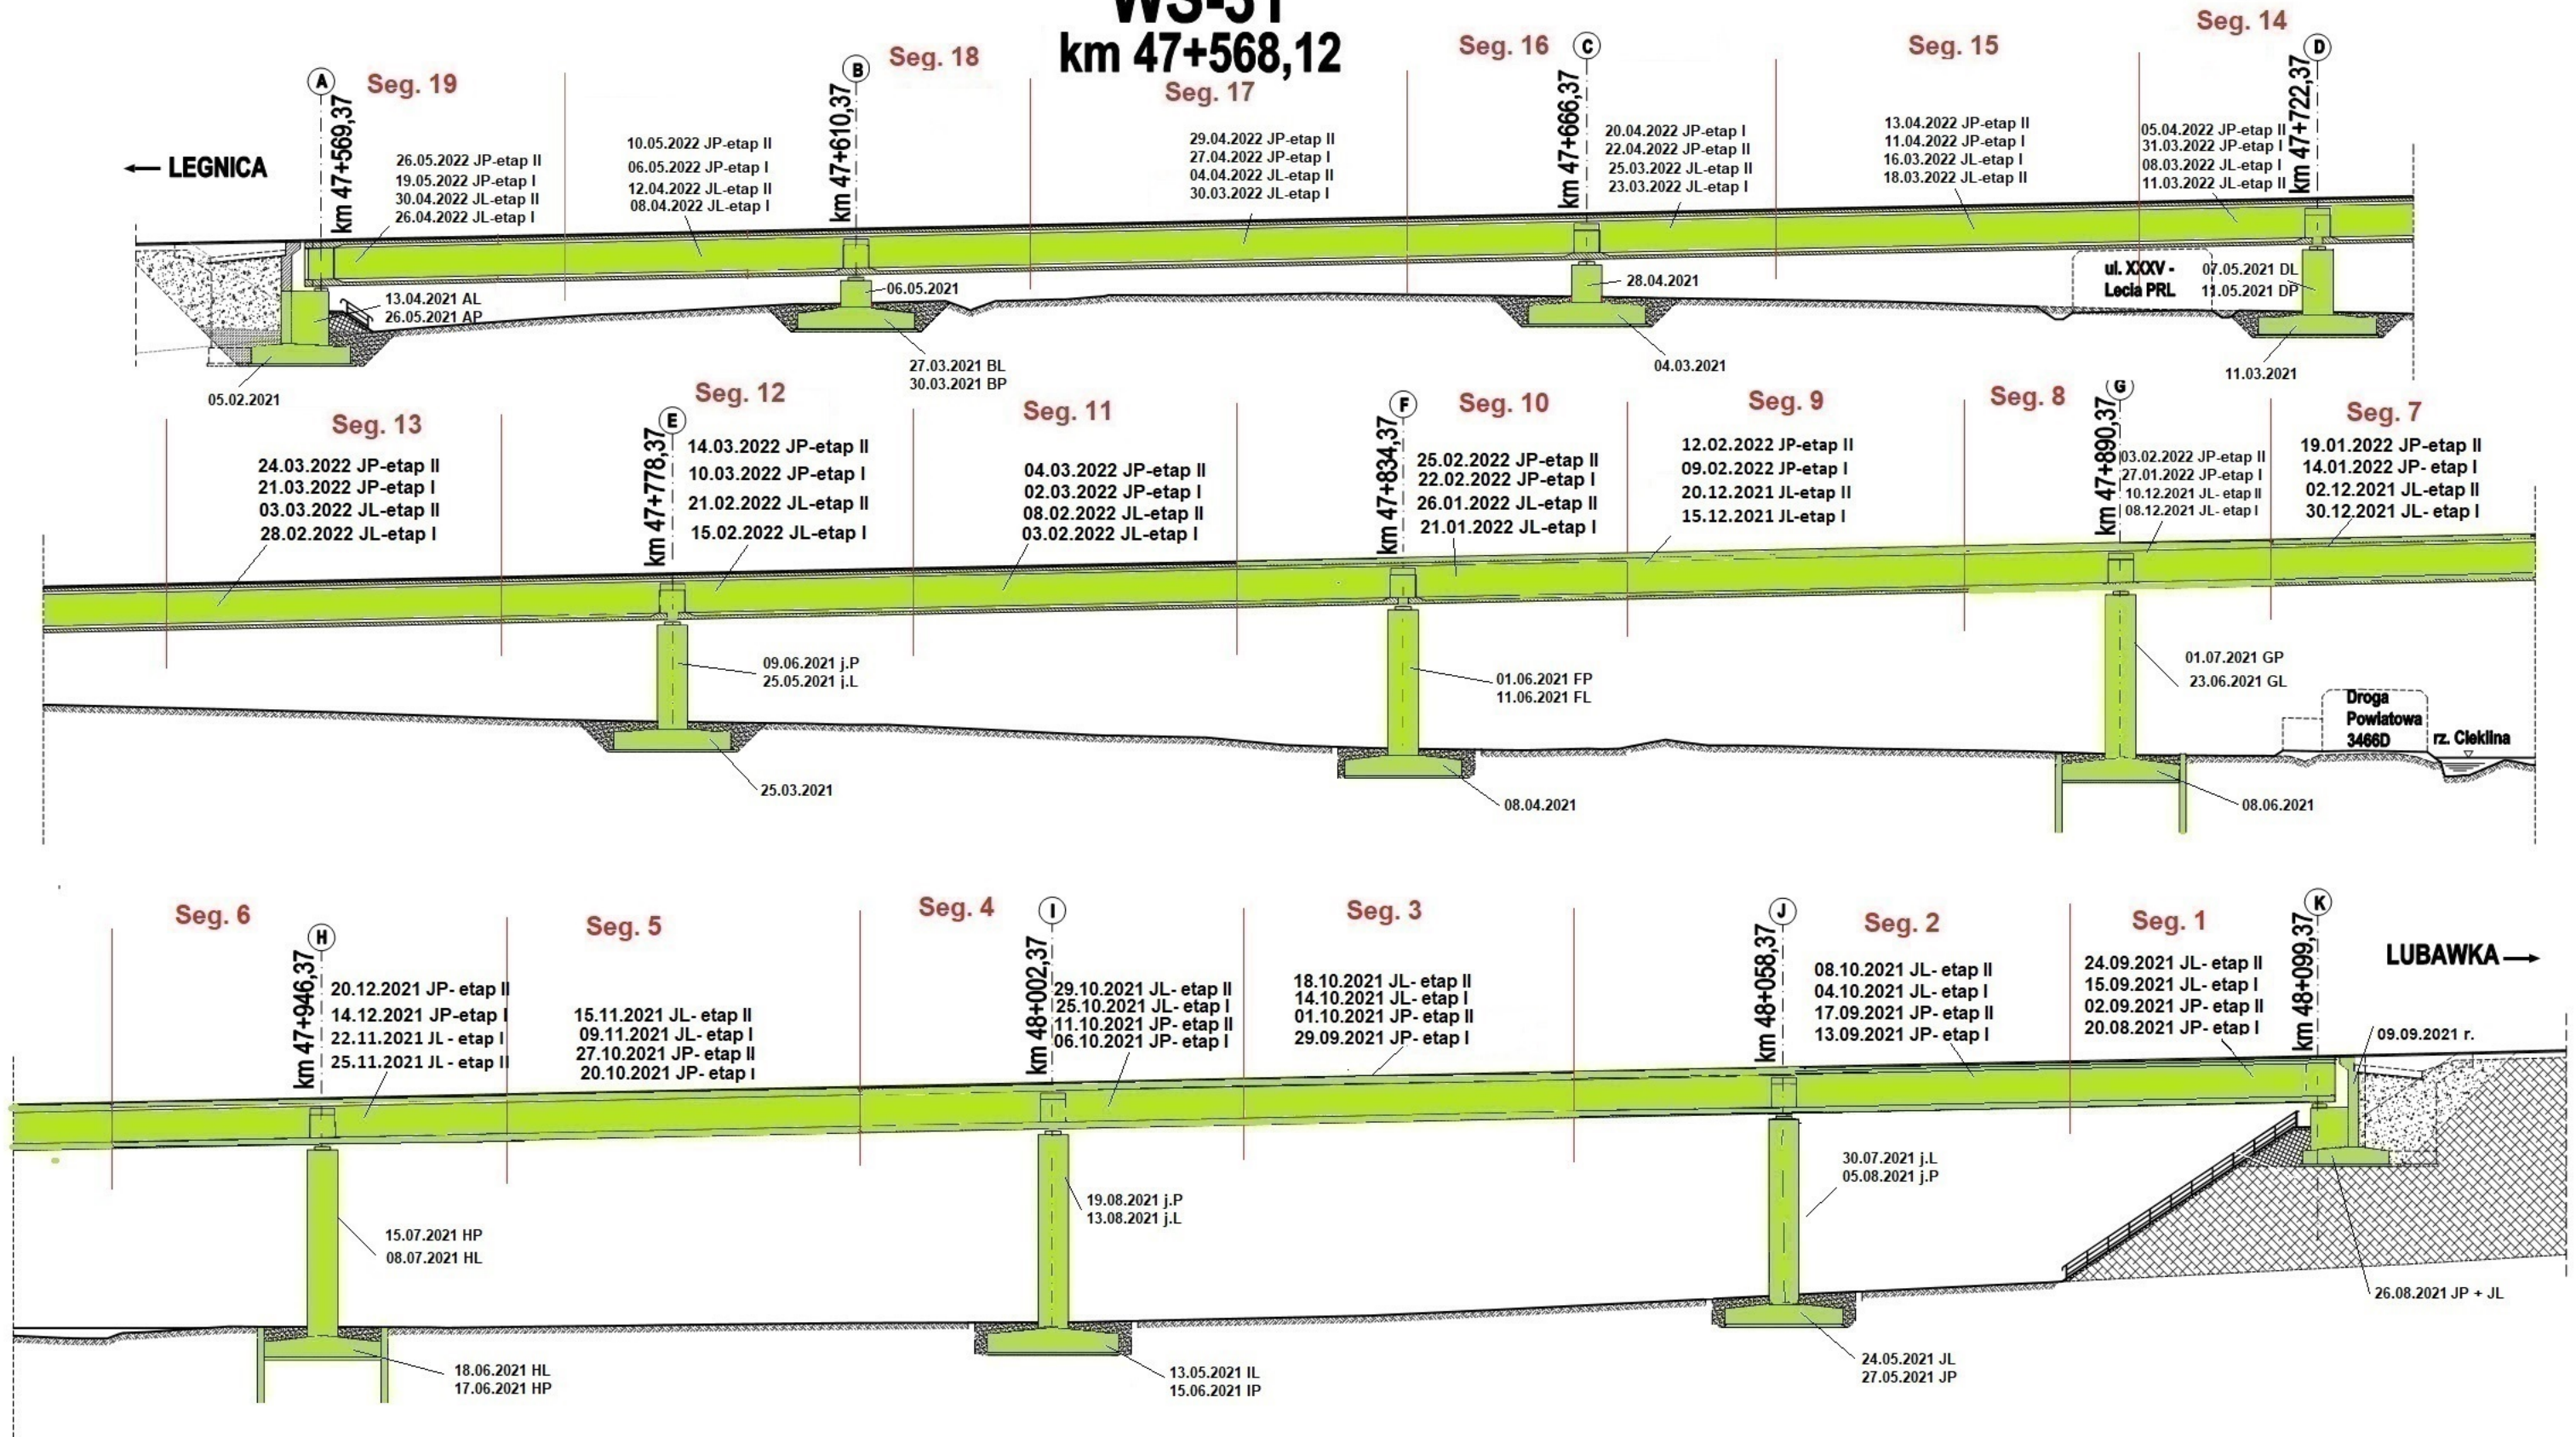 WS-31
km 47+568,12
← LEGNICA
A
km 47+569,37
Seg. 19
26.05.2022 JP-etap II
19.05.2022 JP-etap I
30.04.2022 JL-etap II
26.04.2022 JL-etap I
13.04.2021 AL
26.05.2021 AP
05.02.2021
Seg. 18
10.05.2022 JP-etap II
06.05.2022 JP-etap I
12.04.2022 JL-etap II
08.04.2022 JL-etap I
B
km 47+610,37
06.05.2021
27.03.2021 BL
30.03.2021 BP
Seg. 17
29.04.2022 JP-etap II
27.04.2022 JP-etap I
04.04.2022 JL-etap II
30.03.2022 JL-etap I
Seg. 16
C
km 47+666,37
20.04.2022 JP-etap I
22.04.2022 JP-etap II
25.03.2022 JL-etap II
23.03.2022 JL-etap I
28.04.2021
04.03.2021
Seg. 15
13.04.2022 JP-etap II
11.04.2022 JP-etap I
16.03.2022 JL-etap I
18.03.2022 JL-etap II
Seg. 14
D
km 47+722,37
05.04.2022 JP-etap II
31.03.2022 JP-etap I
08.03.2022 JL-etap I
11.03.2022 JL-etap II
ul. XXXV -
Lecia PRL
07.05.2021 DL
11.05.2021 DP
11.03.2021
Seg. 13
24.03.2022 JP-etap II
21.03.2022 JP-etap I
03.03.2022 JL-etap II
28.02.2022 JL-etap I
Seg. 12
E
km 47+778,37
14.03.2022 JP-etap II
10.03.2022 JP-etap I
21.02.2022 JL-etap II
15.02.2022 JL-etap I
09.06.2021 j.P
25.05.2021 j.L
25.03.2021
Seg. 11
04.03.2022 JP-etap II
02.03.2022 JP-etap I
08.02.2022 JL-etap II
03.02.2022 JL-etap I
F
km 47+834,37
Seg. 10
25.02.2022 JP-etap II
22.02.2022 JP-etap I
26.01.2022 JL-etap II
21.01.2022 JL-etap I
01.06.2021 FP
11.06.2021 FL
08.04.2021
Seg. 9
12.02.2022 JP-etap II
09.02.2022 JP-etap I
20.12.2021 JL-etap II
15.12.2021 JL-etap I
Seg. 8
G
km 47+890,37
03.02.2022 JP-etap II
27.01.2022 JP-etap I
10.12.2021 JL- etap II
08.12.2021 JL- etap I
01.07.2021 GP
23.06.2021 GL
08.06.2021
Seg. 7
19.01.2022 JP-etap II
14.01.2022 JP- etap I
02.12.2021 JL-etap II
30.12.2021 JL- etap I
Droga
Powiatowa
3466D
rz. Cieklina
Seg. 6
H
km 47+946,37
20.12.2021 JP- etap II
14.12.2021 JP-etap I
22.11.2021 JL - etap I
25.11.2021 JL - etap II
15.07.2021 HP
08.07.2021 HL
18.06.2021 HL
17.06.2021 HP
Seg. 5
15.11.2021 JL- etap II
09.11.2021 JL- etap I
27.10.2021 JP- etap II
20.10.2021 JP- etap I
Seg. 4
I
km 48+002,37
29.10.2021 JL- etap II
25.10.2021 JL- etap I
11.10.2021 JP- etap II
06.10.2021 JP- etap I
19.08.2021 j.P
13.08.2021 j.L
13.05.2021 IL
15.06.2021 IP
Seg. 3
18.10.2021 JL- etap II
14.10.2021 JL- etap I
01.10.2021 JP- etap II
29.09.2021 JP- etap I
J
km 48+058,37
Seg. 2
08.10.2021 JL- etap II
04.10.2021 JL- etap I
17.09.2021 JP- etap II
13.09.2021 JP- etap I
30.07.2021 j.L
05.08.2021 j.P
24.05.2021 JL
27.05.2021 JP
Seg. 1
24.09.2021 JL- etap II
15.09.2021 JL- etap I
02.09.2021 JP- etap II
20.08.2021 JP- etap I
K
km 48+099,37
LUBAWKA →
09.09.2021 r.
26.08.2021 JP + JL